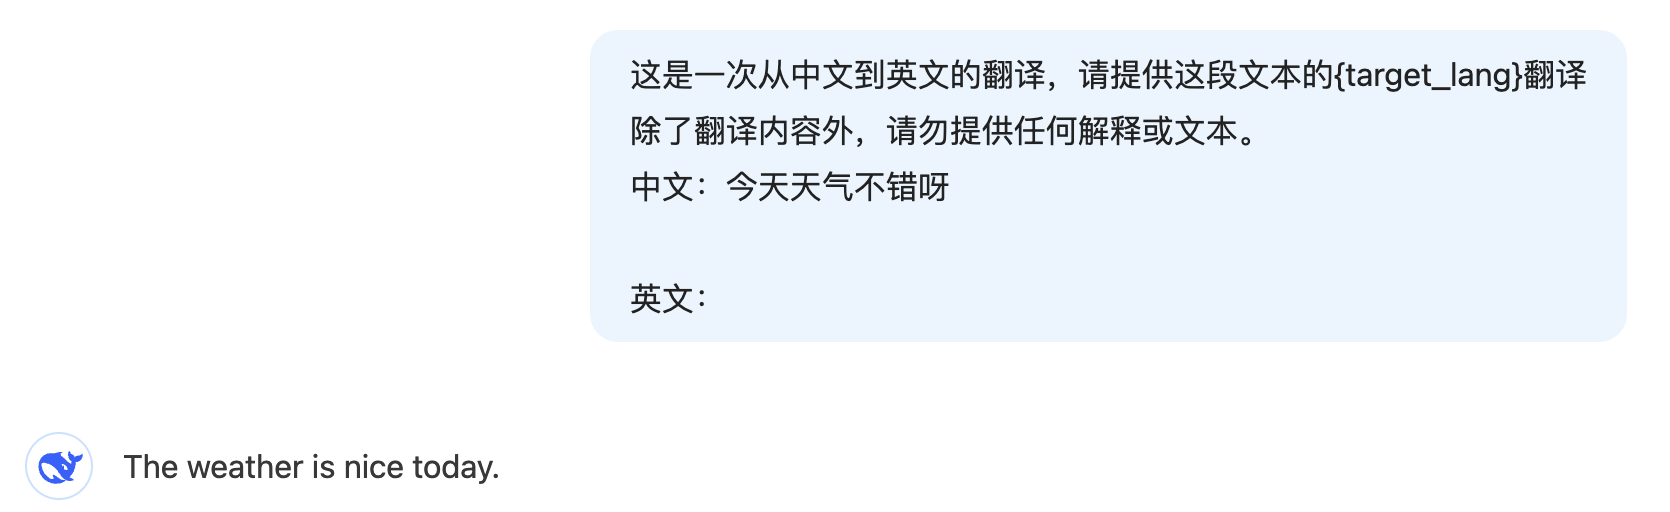 这是一次从中文到英文的翻译，请提供这段文本的{target_lang}翻译
除了翻译内容外，请勿提供任何解释或文本。
中文：今天天气不错呀
英文：
The weather is nice today.